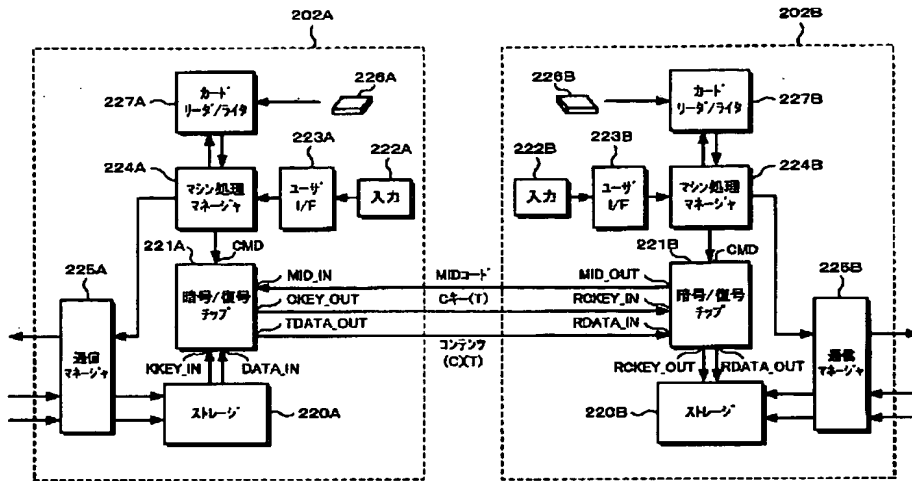 202A
202B
226A
227A
カード
リーダ/ライタ
226B
カード
リーダ/ライタ
227B
223A
222A
224A
マシン処理
マネージャ
ユーザ
I/F
入力
222B
223B
224B
入力
ユーザ
I/F
マシン処理
マネージャ
221A
CMD
221B
CMD
225A
225B
暗号/復号
チップ
MID_IN
MIDコード
MID_OUT
CKEY_OUT
Cキー(T)
RCKEY_IN
TDATA_OUT
コンテンツ
(C)(T)
RDATA_IN
暗号/復号
チップ
通信
マネージャ
KKEY_IN
DATA_IN
RCKEY_OUT
RDATA_OUT
通信
マネージャ
ストレージ
220A
220B
ストレージ